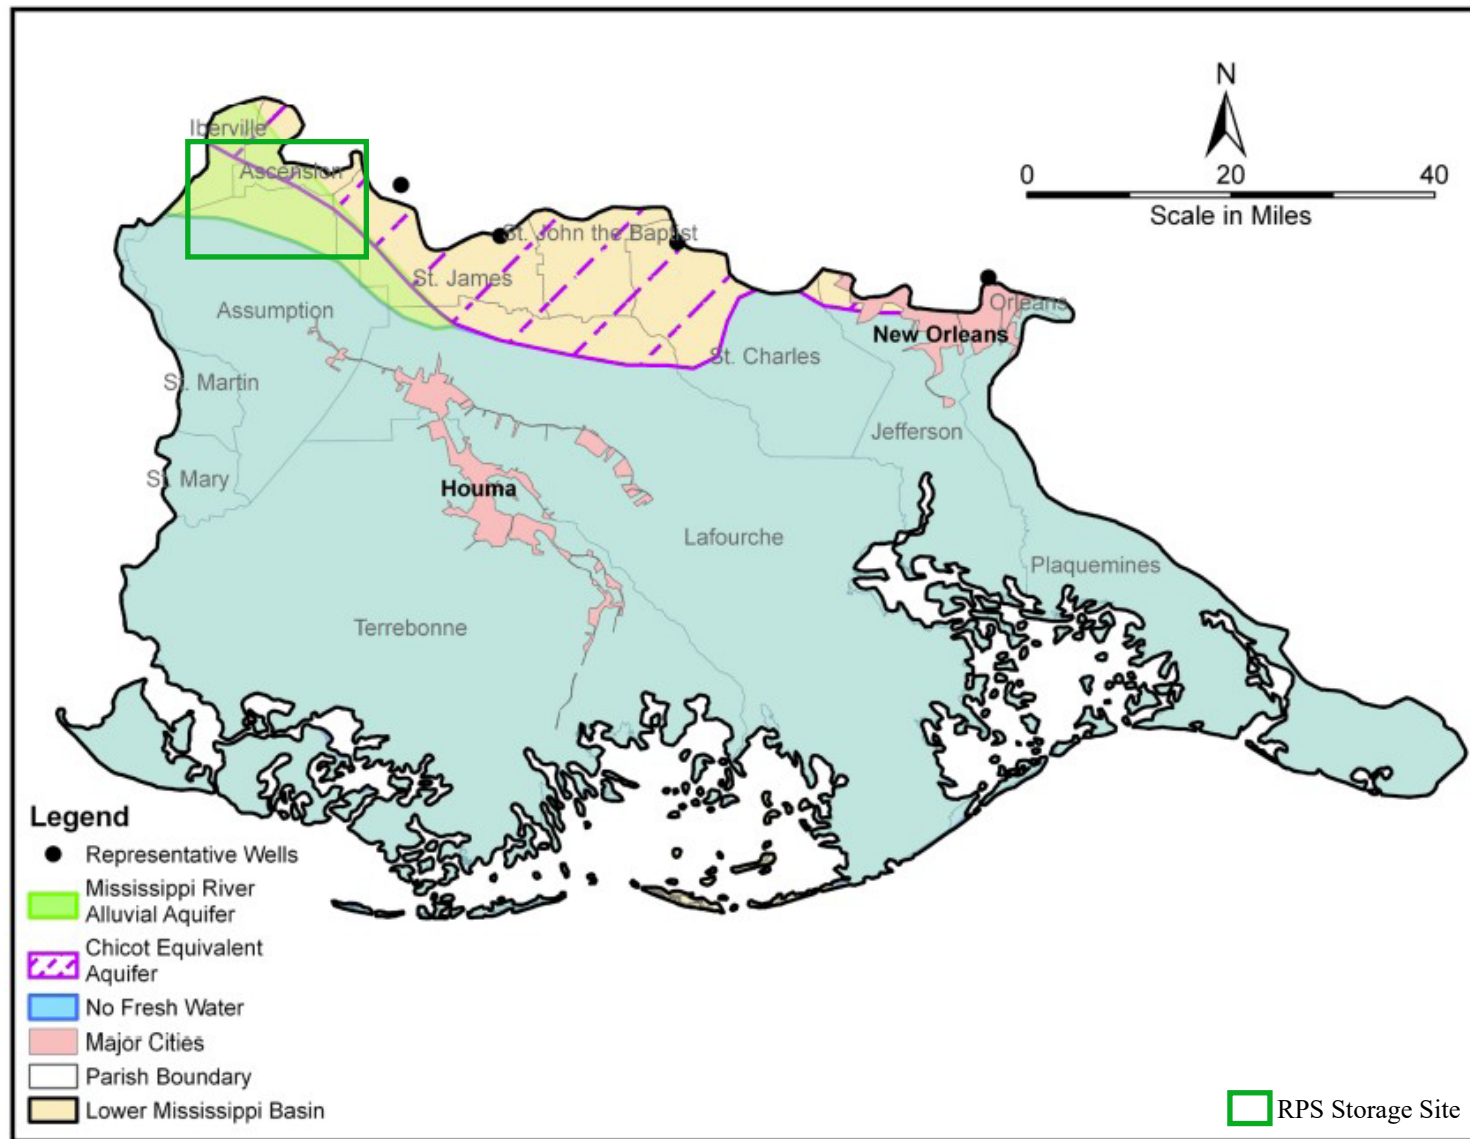 N
0 20 40
Scale in Miles
Iberville
Ascension
St. John the Baptist
St. James
Orleans
Assumption
New Orleans
St. Charles
St. Martin
Jefferson
St. Mary
Houma
Lafourche
Plaquemines
Terrebonne
Legend
Representative Wells
Mississippi River
Alluvial Aquifer
Chicot Equivalent
Aquifer
No Fresh Water
Major Cities
Parish Boundary
Lower Mississippi Basin
RPS Storage Site